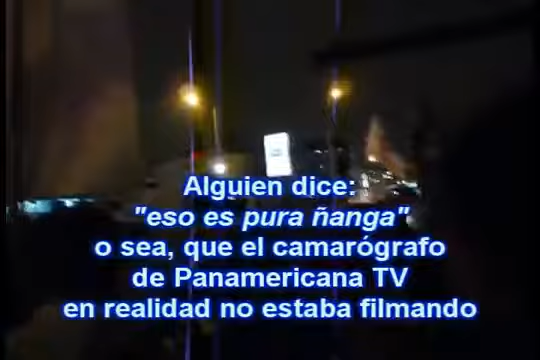 Alguien dice:
"eso es pura ñanga"
o sea, que el camarógrafo
de Panamericana TV
en realidad no estaba filmando